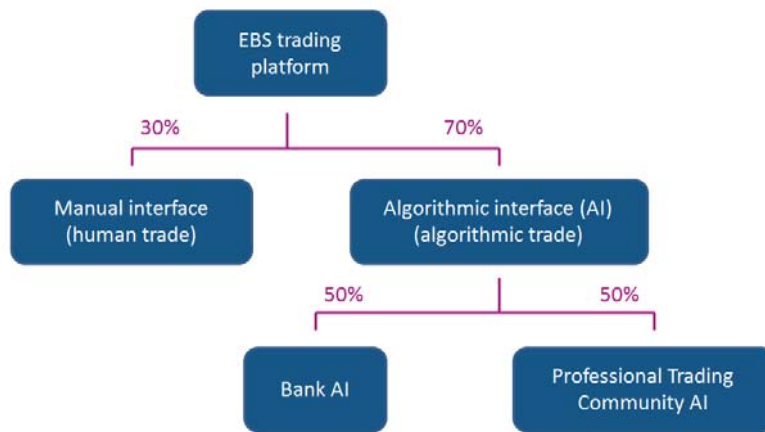 EBS trading
platform
30%
70%
Manual interface
(human trade)
Algorithmic interface (AI)
(algorithmic trade)
50%
50%
Bank AI
Professional Trading
Community AI